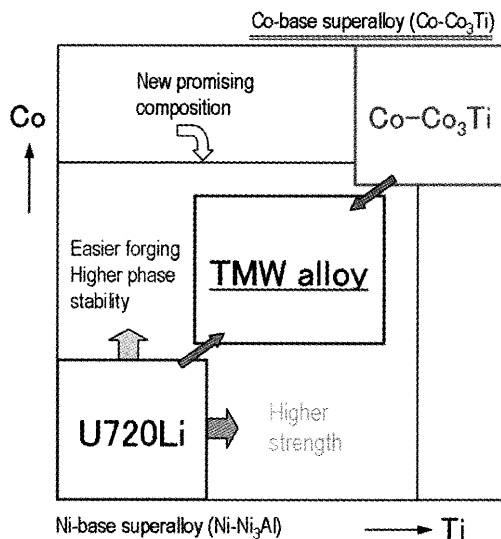 Co-base superalloy (Co-Co₃Ti)
New promising
composition
Co
Co-Co₃Ti
Easier forging
Higher phase
stability
TMW alloy
U720Li
Higher
strength
Ni-base superalloy (Ni-Ni₃Al)
Ti